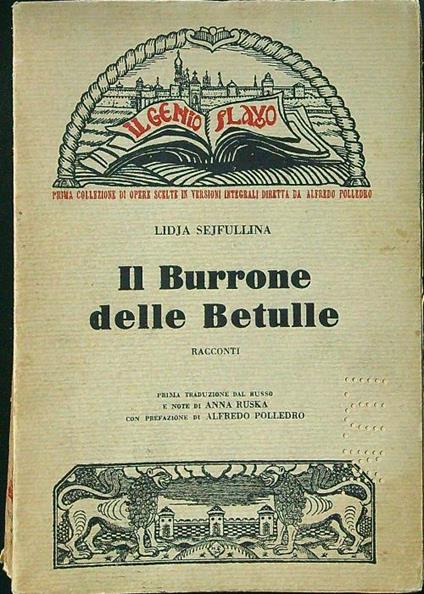 IL GENIO SLAVO
PRIMA COLLEZIONE DI OPERE SCELTE IN VERSIONI INTEGRALI DIRETTA DA ALFREDO POLLEDRO
LIDJA SEJFULLINA
Il Burrone
delle Betulle
RACCONTI
PRIMA TRADUZIONE DAL RUSSO
E NOTE DI ANNA RUSKA
CON PREFAZIONE DI ALFREDO POLLEDRO